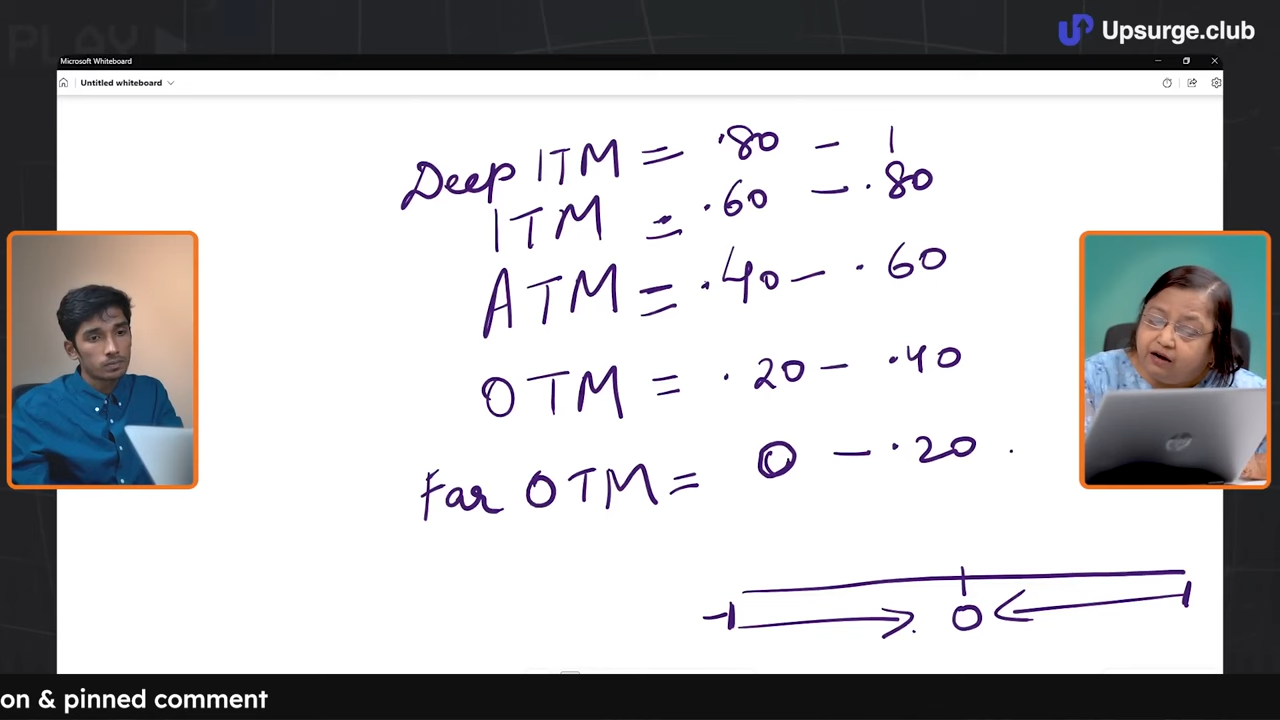 PLAY
Upsurge.club
Microsoft Whiteboard
Untitled whiteboard
Deep ITM = .80 - 1
ITM = .60 - .80
ATM = .40 - .60
OTM = .20 - .40
Far OTM = 0 - .20
-1 0 1
on & pinned comment